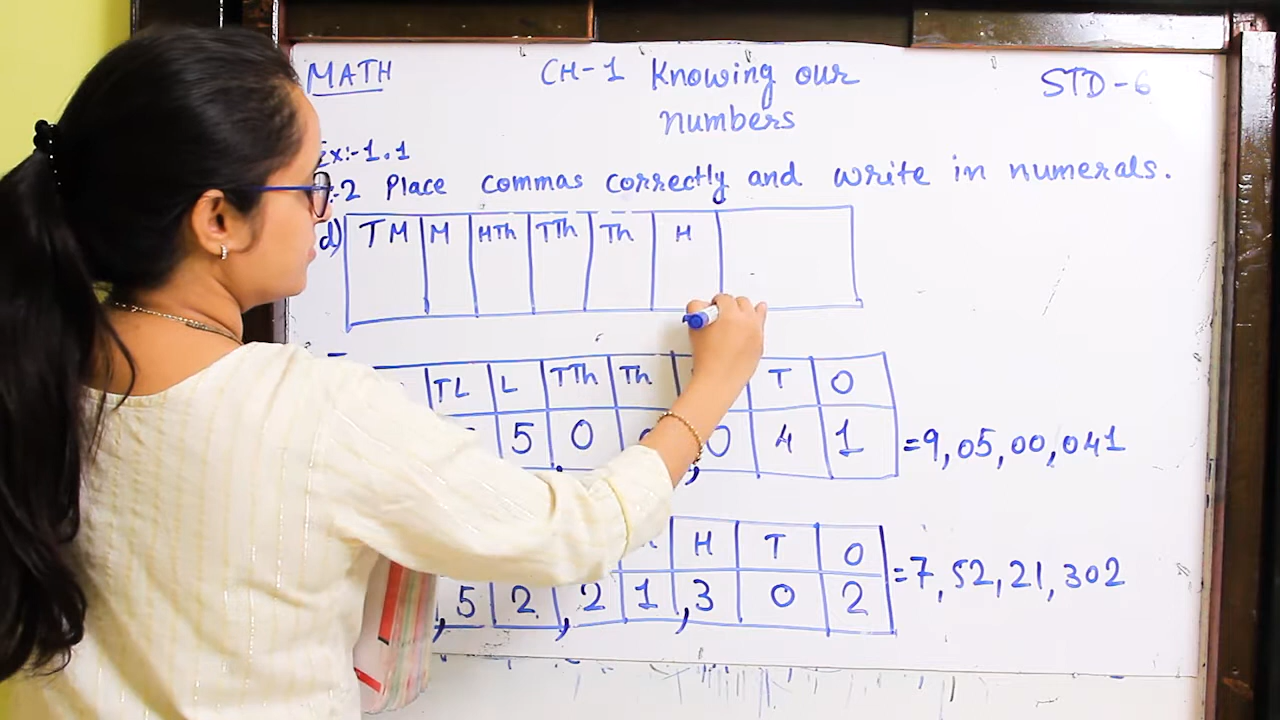 MATH CH-1 Knowing our STD-6
numbers
Ex:-1.1
:-2 Place commas correctly and write in numerals.
d) TM M HTh TTh Th H
TL L TTh Th T O
5 0 0 4 1 =9,05,00,041
H T O
,5 2,2 1,3 0 2 =7,52,21,302